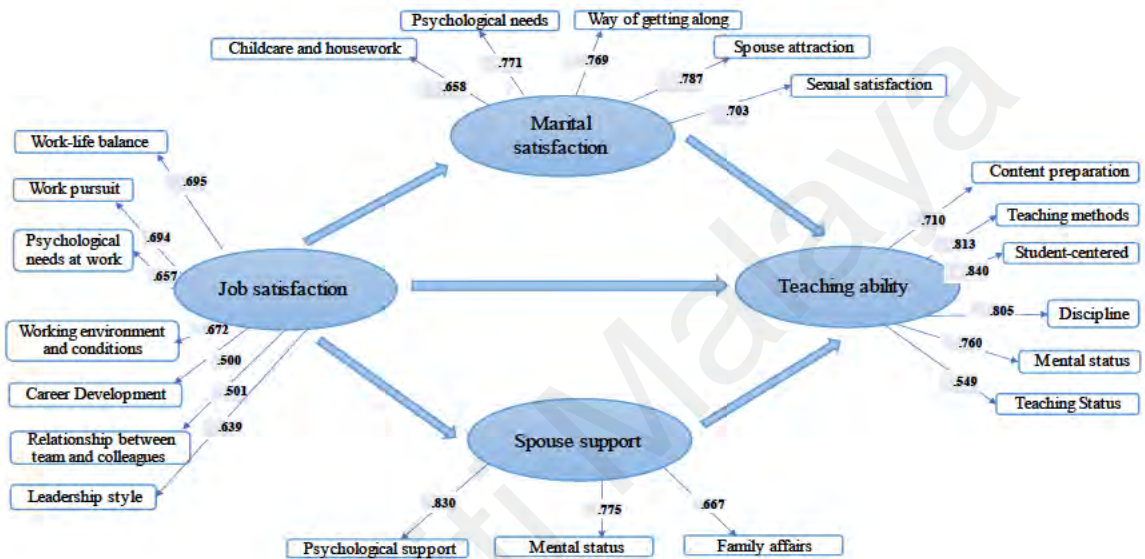 Psychological needs
Way of getting along
Childcare and housework
Spouse attraction
Sexual satisfaction
.658
.771
.769
.787
.703
Marital
satisfaction
Work-life balance
.695
Work pursuit
.694
Psychological
needs at work
.657
Job satisfaction
Working environment
and conditions
.672
Career Development
.500
Relationship between
team and colleagues
.501
Leadership style
.639
Content preparation
.710
Teaching methods
.813
Student-centered
.840
Teaching ability
Discipline
.805
Mental status
.760
Teaching Status
.549
Spouse support
.830
.775
.667
Psychological support
Mental status
Family affairs
ti Malaya